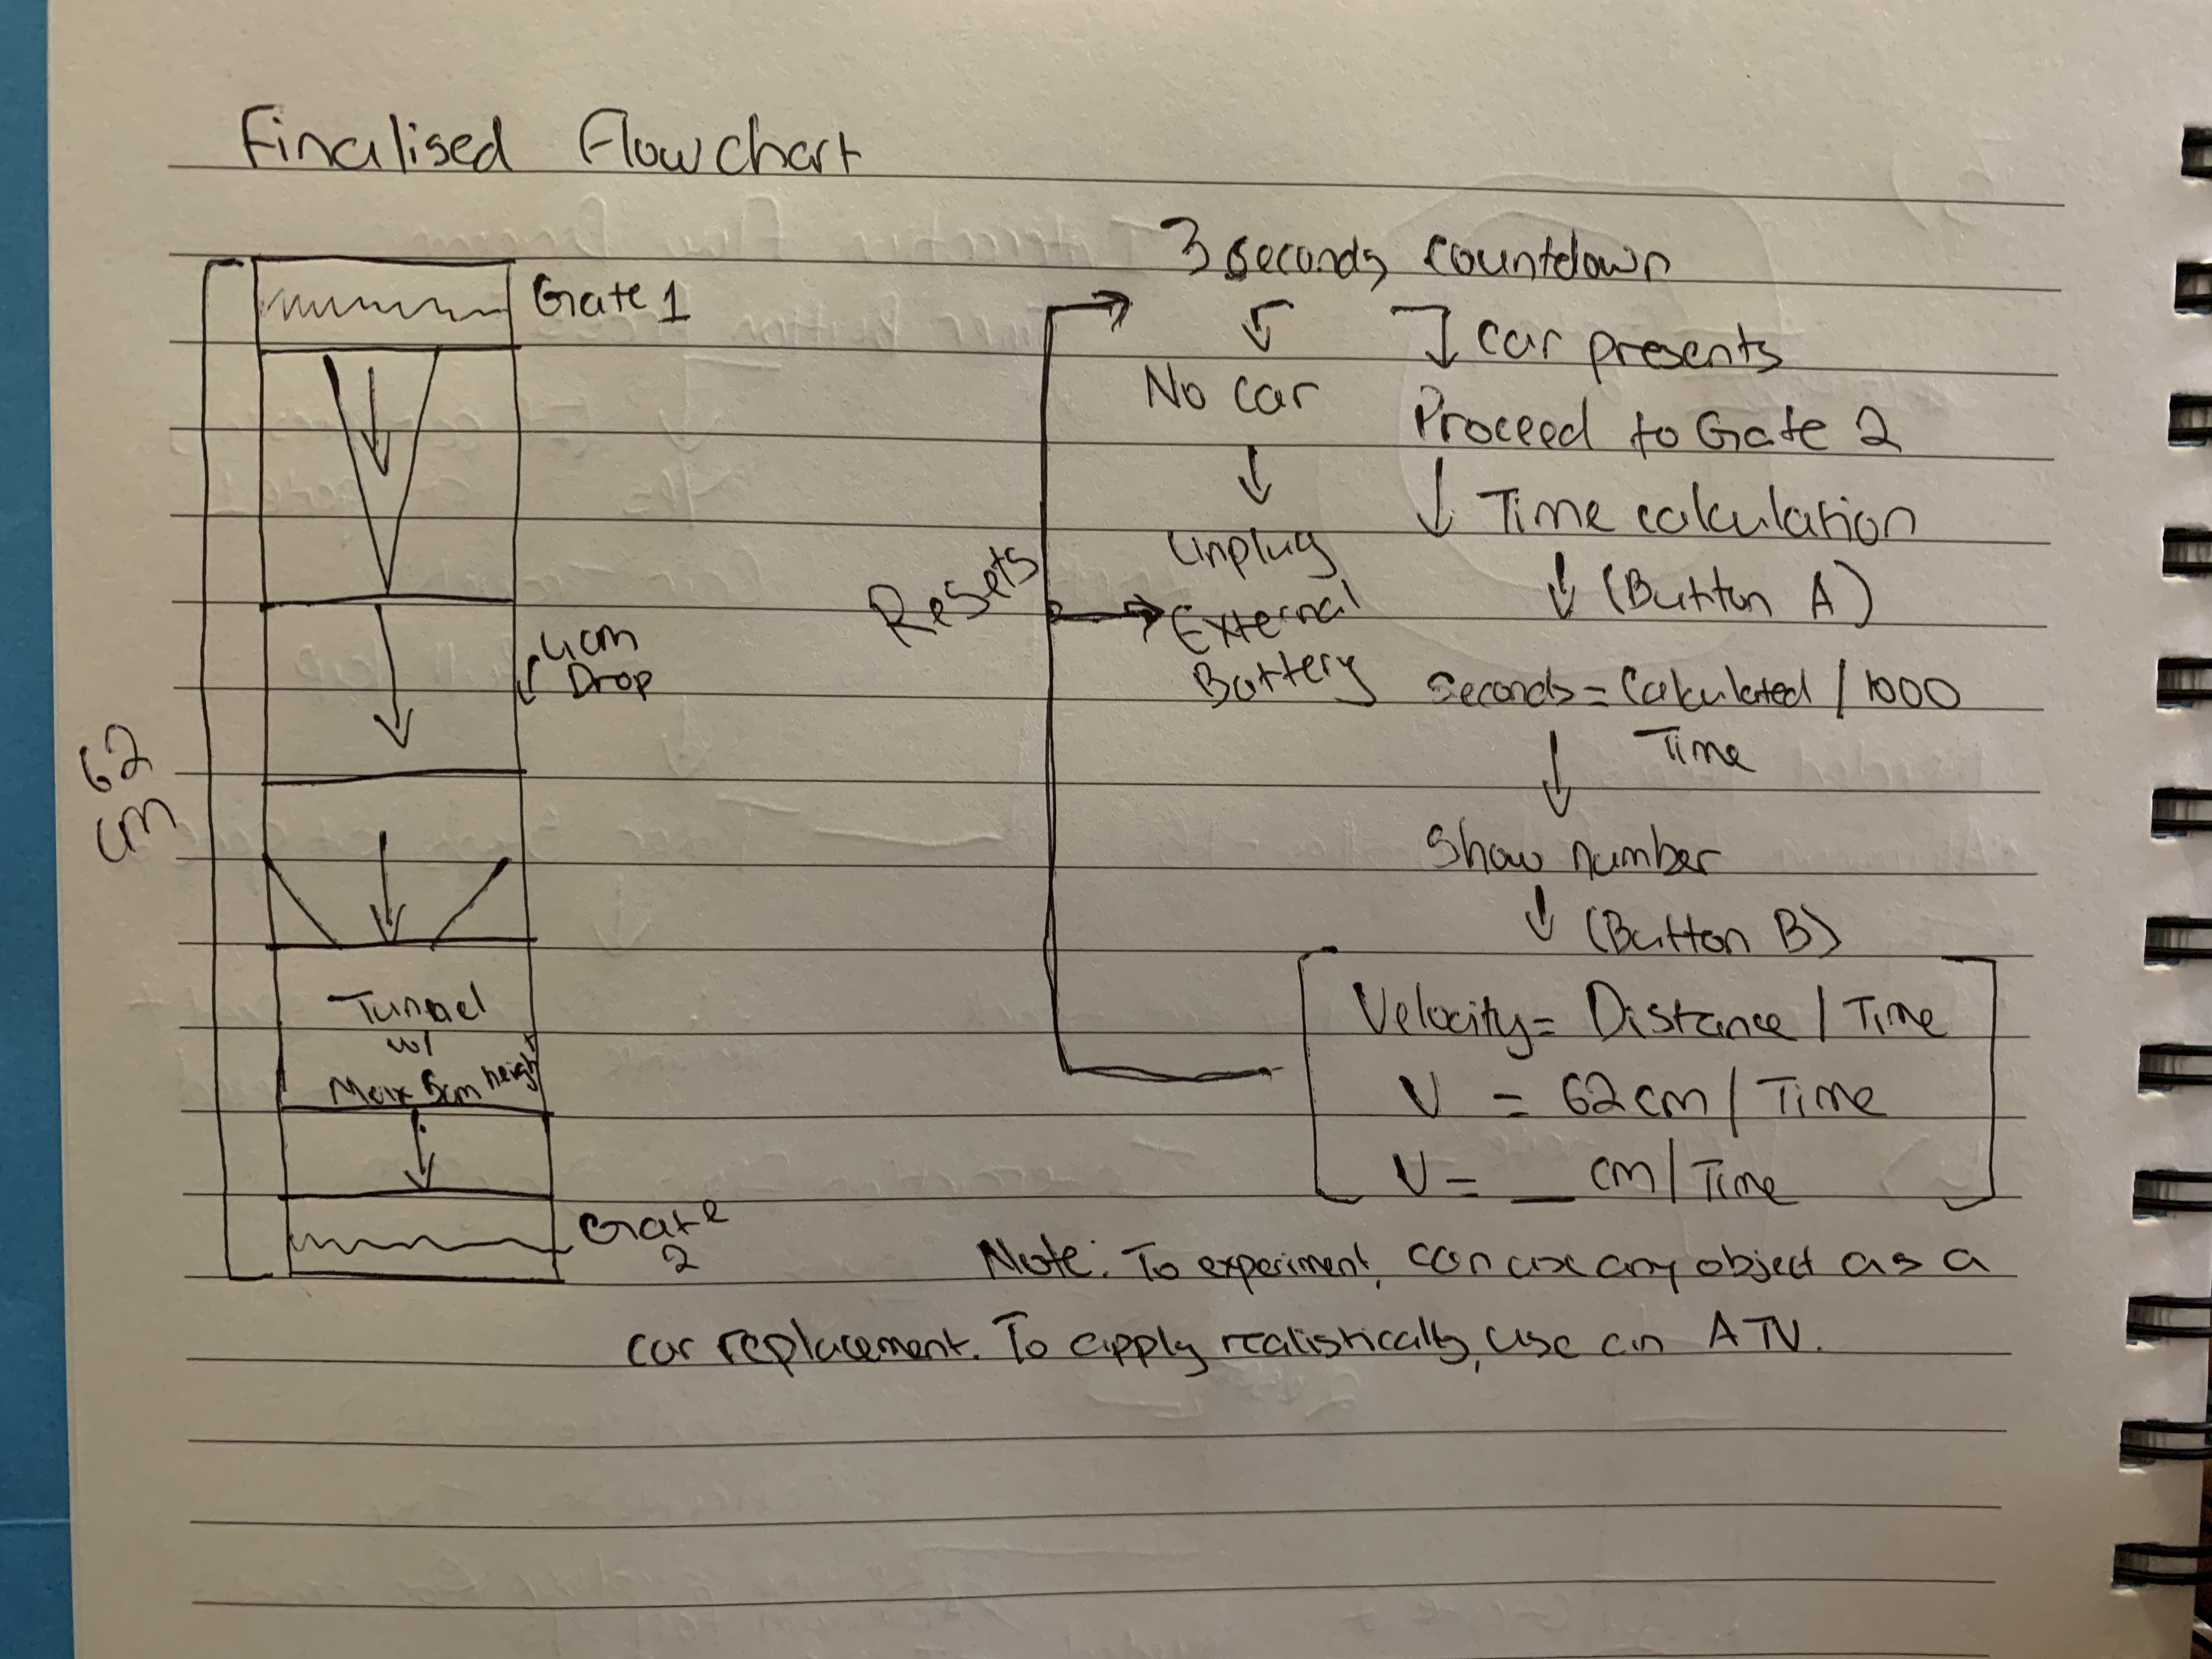 Finalised Flowchart
Gate 1
4cm
Drop
62
cm
Tunnel
w/
Max 5cm height
Gate
2
3 seconds countdown
No car
Car presents
Proceed to Gate 2
Time calculation
Unplug
External
Battery
Resets
(Button A)
Seconds = Calculated / 1000
Time
Show number
(Button B)
Velocity = Distance / Time
V = 62cm / Time
V = __ cm / Time
Note: To experiment, can use any object as a
car replacement. To apply realistically, use an ATV.